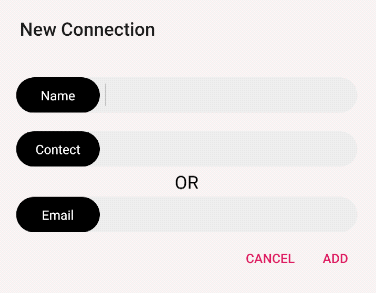 New Connection
Name
Contect
OR
Email
CANCEL ADD